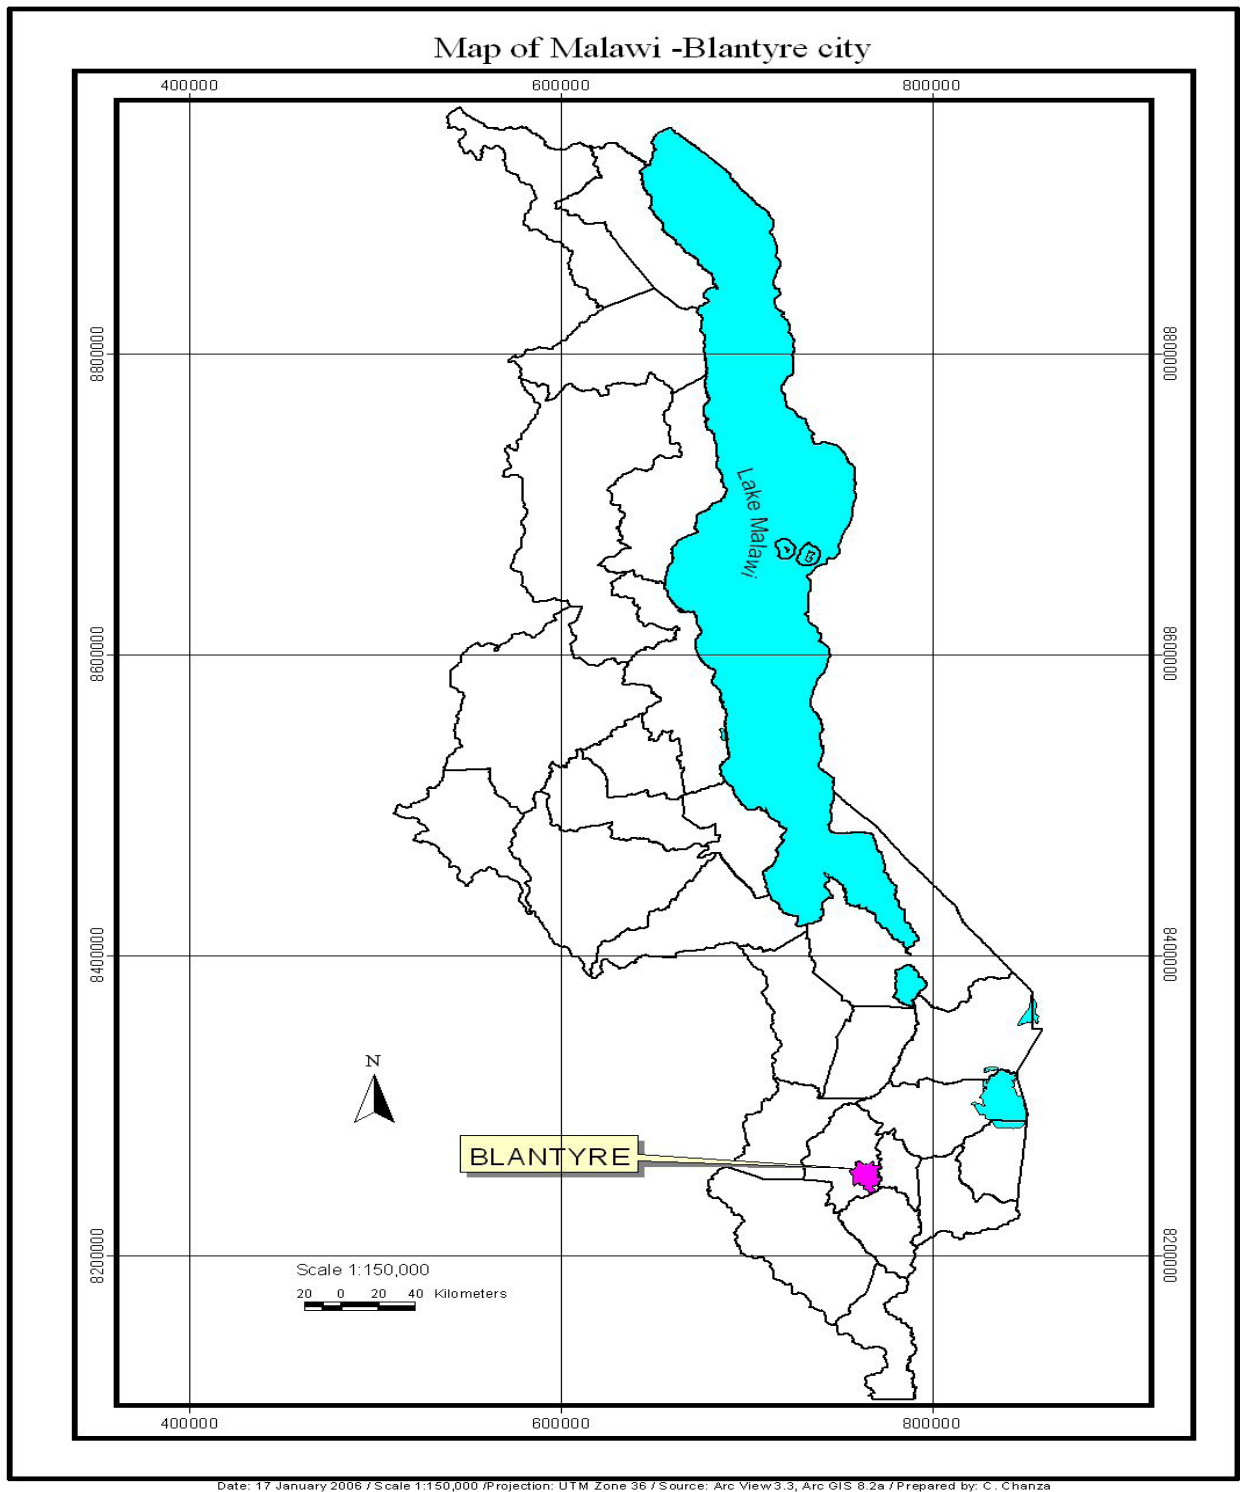 Map of Malawi -Blantyre city
400000 600000 800000
8800000 8800000
Lake Malawi
8600000 8600000
8400000 8400000
N
BLANTYRE
8200000 8200000
Scale 1:150,000
20 0 20 40 Kilometers
400000 600000 800000
Date: 17 January 2006 / Scale 1:150,000 /Projection: UTM Zone 36 / Source: Arc View 3.3, Arc GIS 8.2a / Prepared by: C. Chanza